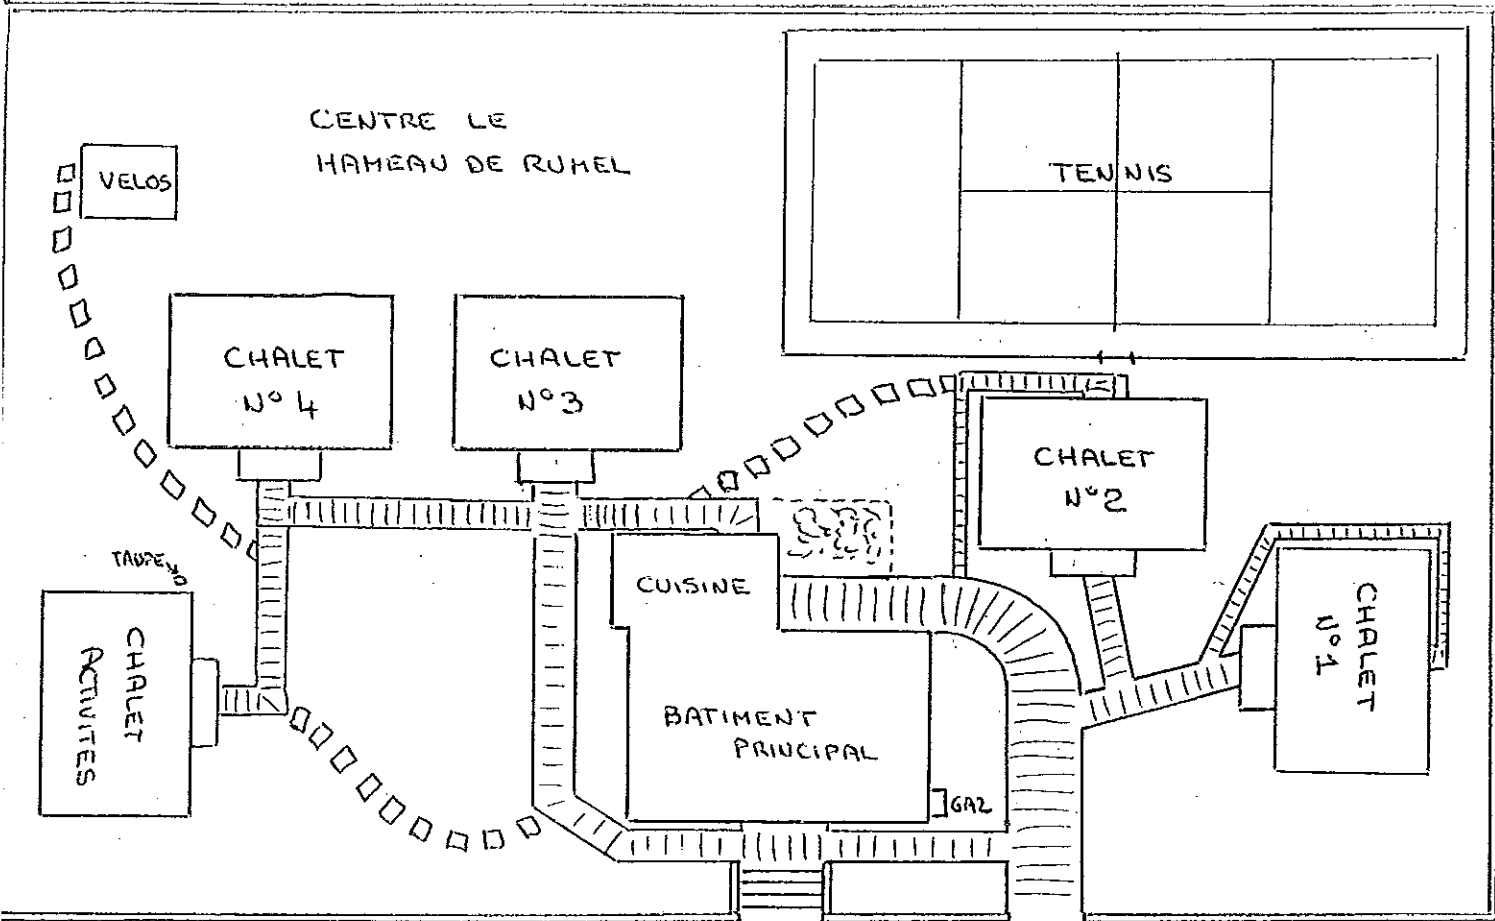 CENTRE LE
HAMEAU DE RUMEL
VELOS
TENNIS
CHALET
N° 4
CHALET
N° 3
CHALET
N° 2
TAUPE
CUISINE
CHALET
N° 1
CHALET
ACTIVITES
BATIMENT
PRINCIPAL
GAZ